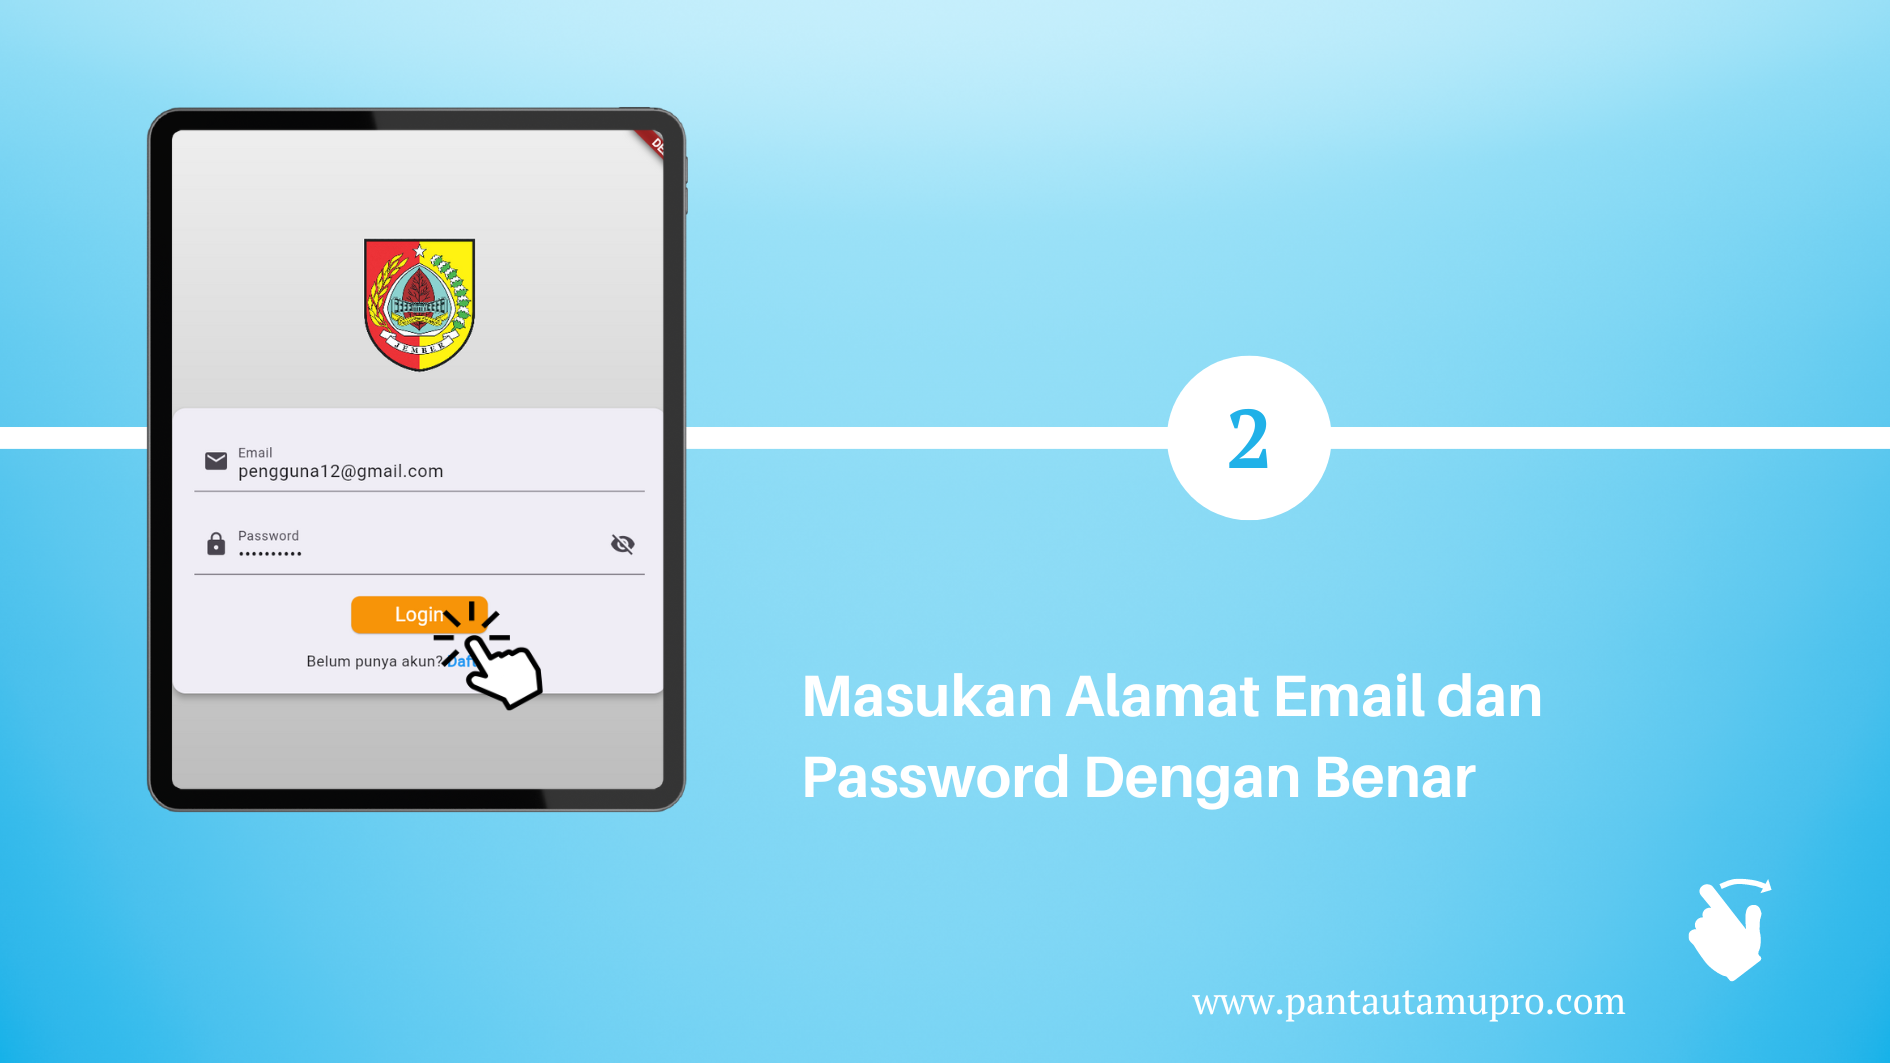 JEMBER
Email
pengguna12@gmail.com
Password
Login
Belum punya akun?
2
Masukan Alamat Email dan
Password Dengan Benar
www.pantautamupro.com